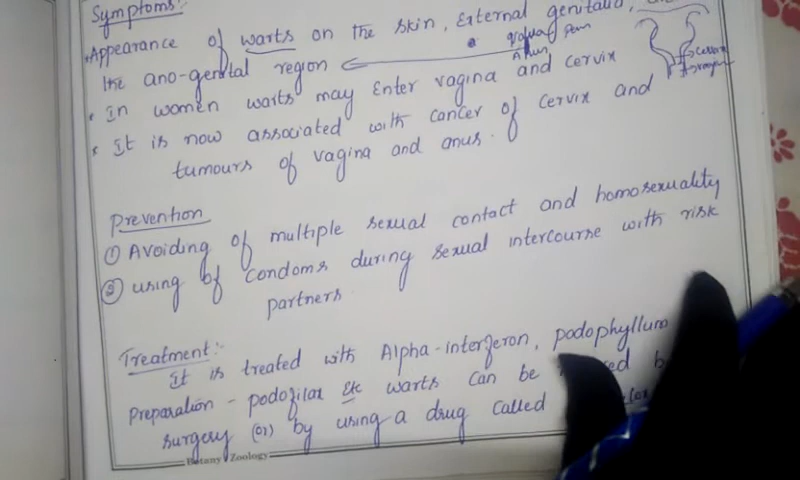 Symptoms:-
Appearance of warts on the skin, External genitalia,
the ano-genital region
Anus
In women warts may Enter vagina and cervix
It is now associated with cancer of cervix and
tumours of vagina and anus.
Prevention
① Avoiding of multiple sexual contact and homosexuality
② using of condoms during sexual intercourse with risk
partners
Treatment:-
It is treated with Alpha-interferon, podophyllum
Preparation - podofilax etc warts can be
surgery (or) by using a drug called
Botany Zoology